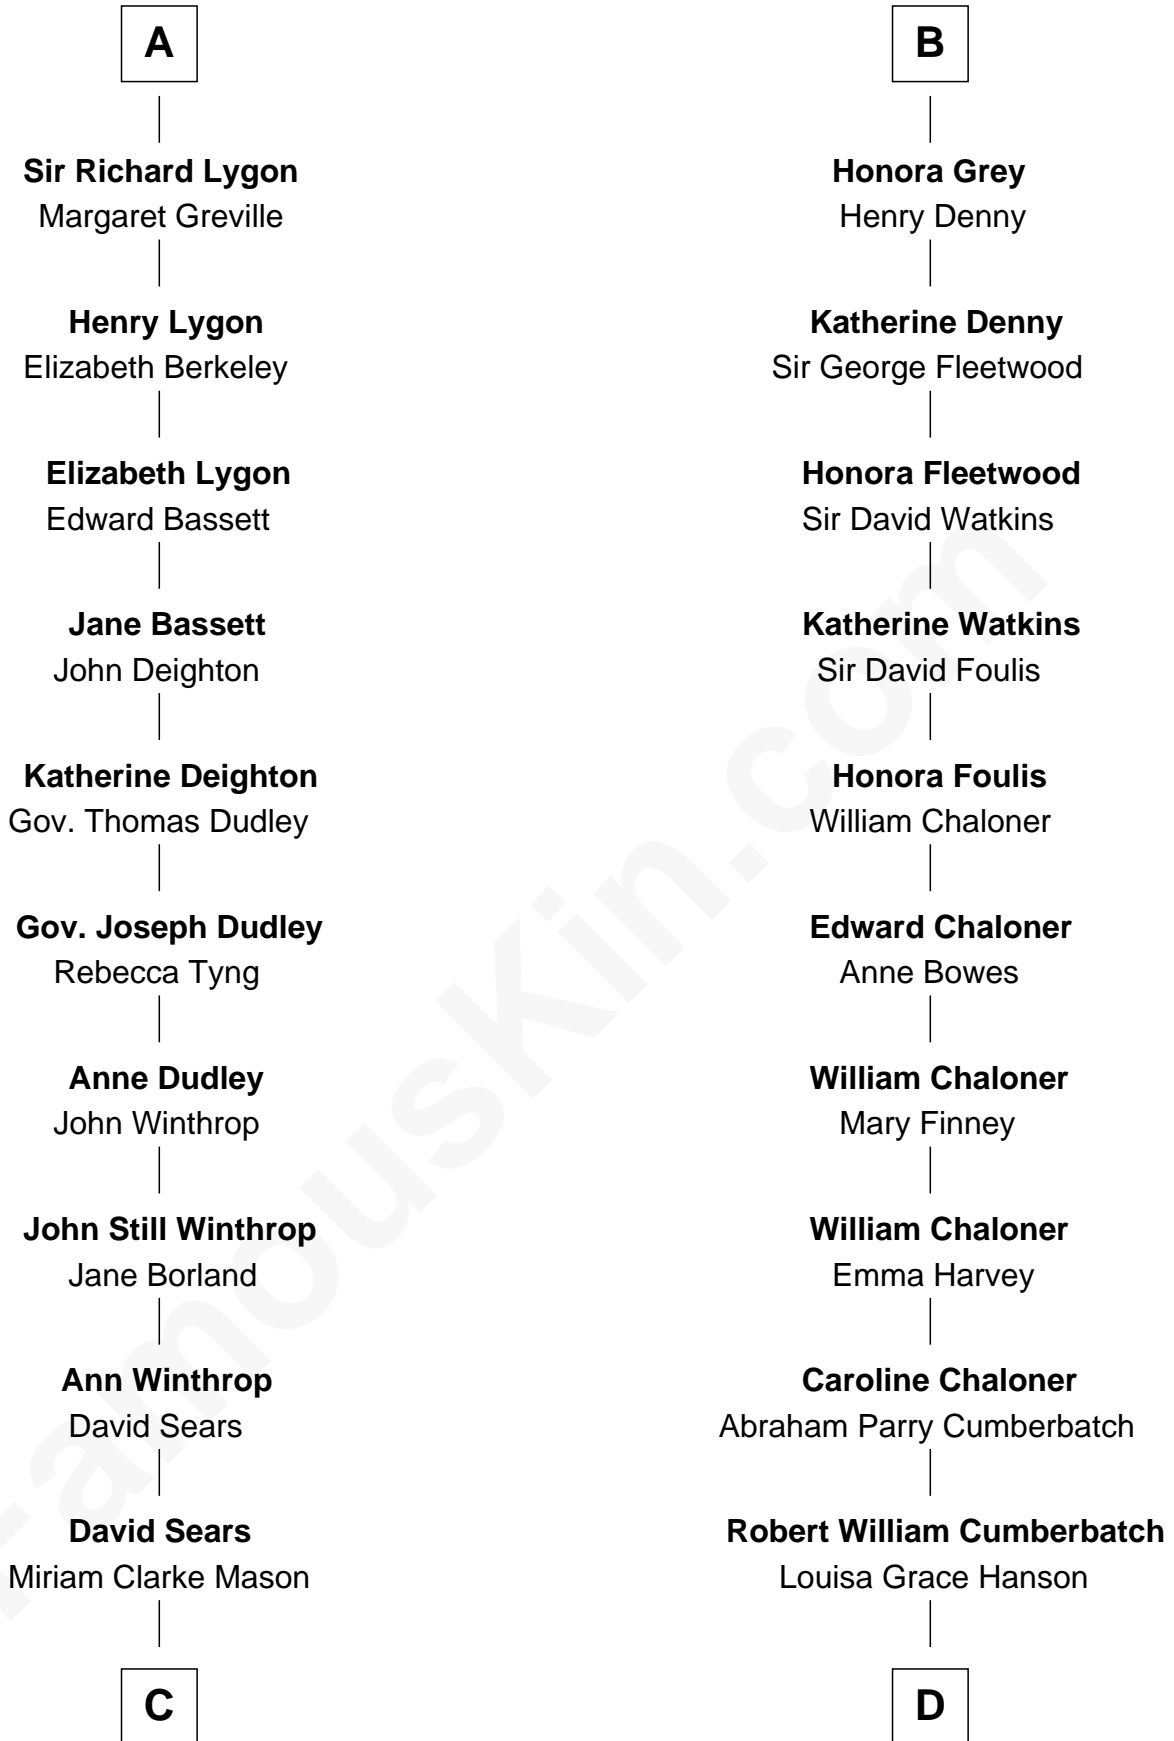 A
B
Sir Richard Lygon
Margaret Greville
Honora Grey
Henry Denny
Henry Lygon
Elizabeth Berkeley
Katherine Denny
Sir George Fleetwood
Elizabeth Lygon
Edward Bassett
Honora Fleetwood
Sir David Watkins
Jane Bassett
John Deighton
Katherine Watkins
Sir David Foulis
Katherine Deighton
Gov. Thomas Dudley
Honora Foulis
William Chaloner
Gov. Joseph Dudley
Rebecca Tyng
Edward Chaloner
Anne Bowes
Anne Dudley
John Winthrop
William Chaloner
Mary Finney
John Still Winthrop
Jane Borland
William Chaloner
Emma Harvey
Ann Winthrop
David Sears
Caroline Chaloner
Abraham Parry Cumberbatch
David Sears
Miriam Clarke Mason
Robert William Cumberbatch
Louisa Grace Hanson
C
D
FamousKin.com